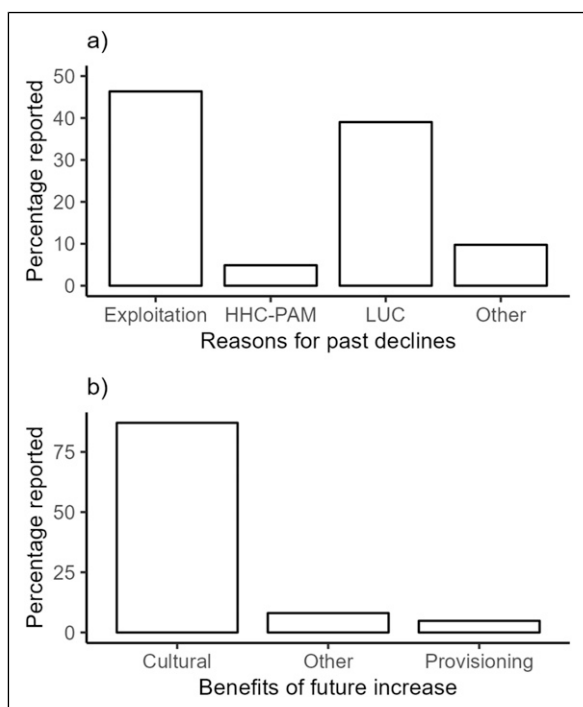 a)
Percentage reported
50
40
30
20
10
0
Exploitation HHC-PAM LUC Other
Reasons for past declines
b)
Percentage reported
75
50
25
0
Cultural Other Provisioning
Benefits of future increase